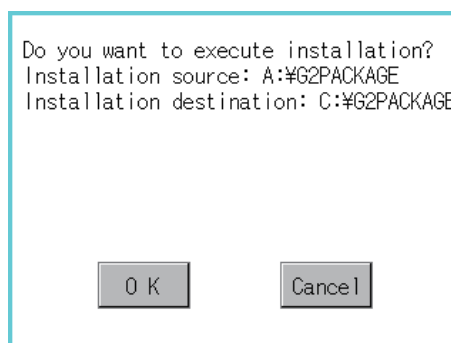 Do you want to execute installation?
Installation source: A:¥G2PACKAGE
Installation destination: C:¥G2PACKAGE
O K
Cancel